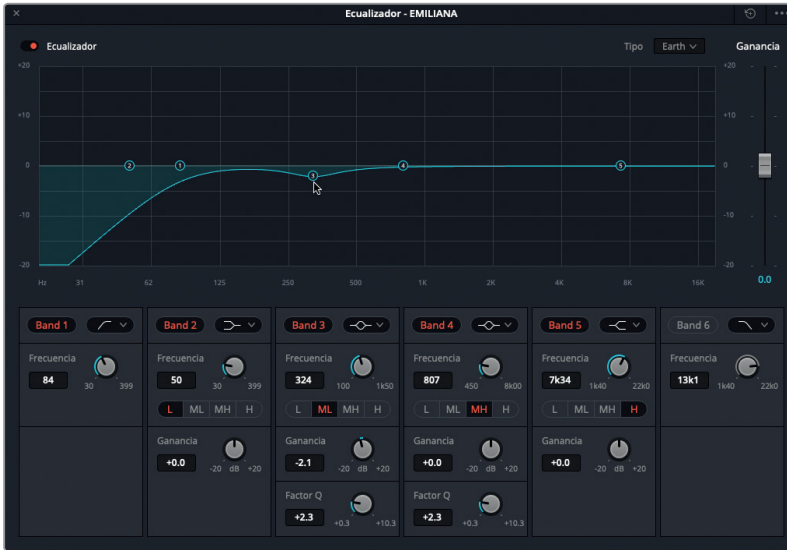 Ecualizador - EMILIANA
Ecualizador
Tipo Earth Ganancia
+20 +20
+10 +10
0 0
-10 -10
-20 -20
2 1 3 4 5
Hz 31 62 125 250 500 1K 2K 4K 8K 16K
0.0
Band 1 Band 2 Band 3 Band 4 Band 5 Band 6
Frecuencia Frecuencia Frecuencia Frecuencia Frecuencia Frecuencia
84 50 324 807 7k34 13k1
30 399 30 399 100 1k50 450 8k00 1k40 22k0 1k40 22k0
L ML MH H L ML MH H L ML MH H L ML MH H
Ganancia Ganancia Ganancia Ganancia
+0.0 -2.1 +0.0 +0.0
-20 dB +20 -20 dB +20 -20 dB +20 -20 dB +20
Factor Q Factor Q
+2.3 +2.3
+0.3 +10.3 +0.3 +10.3